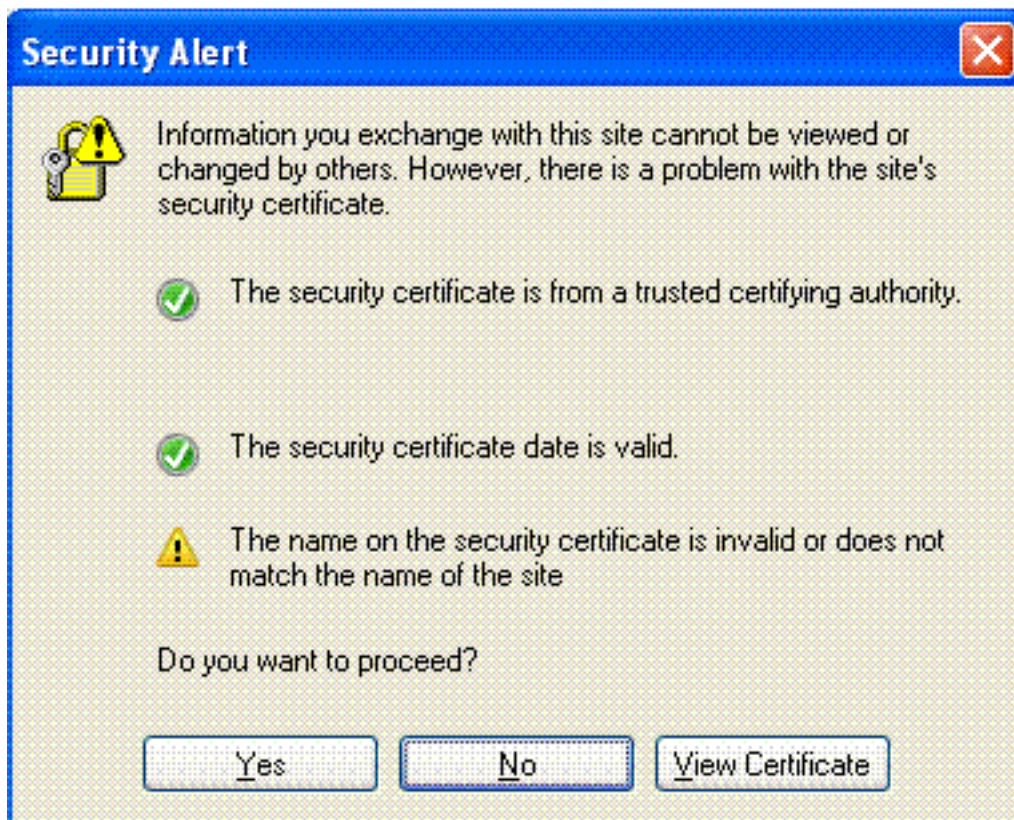 Security Alert
Information you exchange with this site cannot be viewed or
changed by others. However, there is a problem with the site's
security certificate.
The security certificate is from a trusted certifying authority.
The security certificate date is valid.
The name on the security certificate is invalid or does not
match the name of the site
Do you want to proceed?
Yes No View Certificate